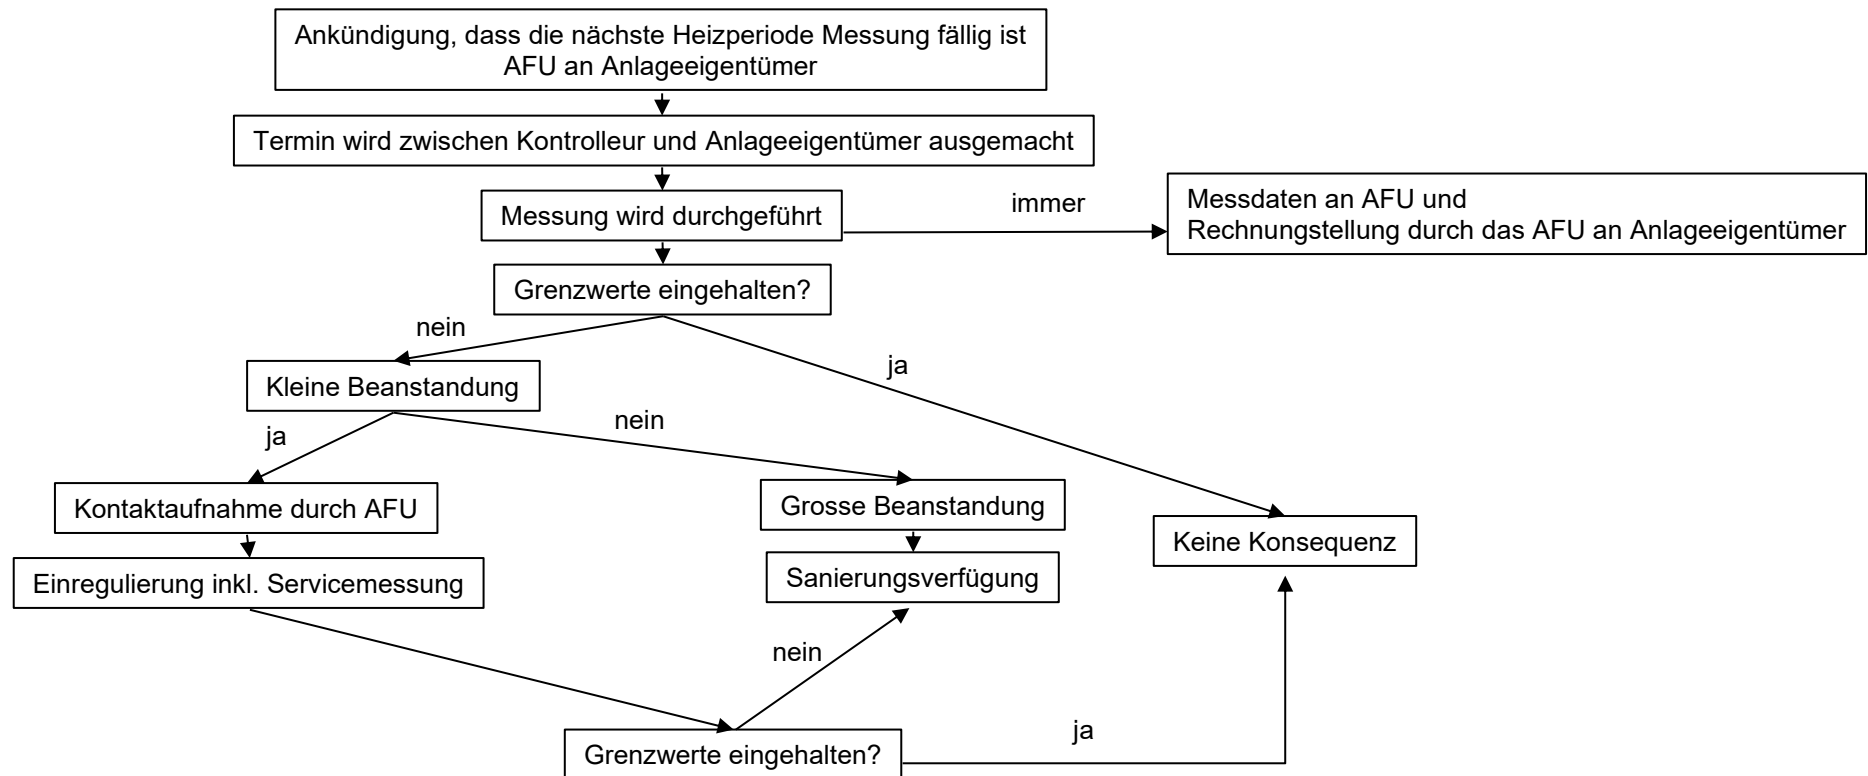 Ankündigung, dass die nächste Heizperiode Messung fällig ist
AFU an Anlageeigentümer
Termin wird zwischen Kontrolleur und Anlageeigentümer ausgemacht
Messung wird durchgeführt
immer
Messdaten an AFU und
Rechnungstellung durch das AFU an Anlageeigentümer
Grenzwerte eingehalten?
nein
ja
Kleine Beanstandung
ja
nein
Kontaktaufnahme durch AFU
Grosse Beanstandung
Keine Konsequenz
Einregulierung inkl. Servicemessung
Sanierungsverfügung
nein
ja
Grenzwerte eingehalten?